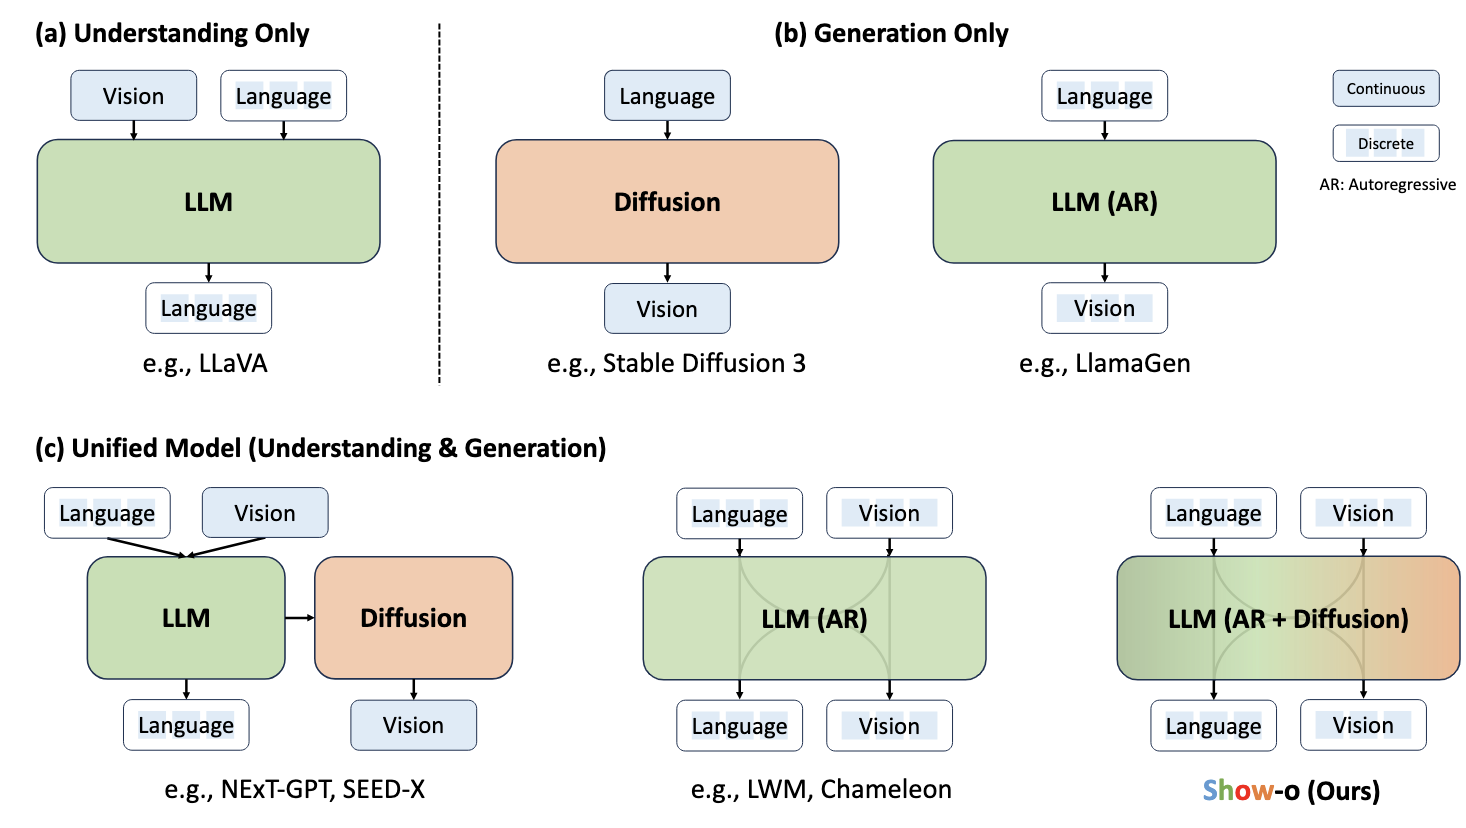 (a) Understanding Only
(b) Generation Only
Vision
Language
Language
Language
Continuous
Discrete
AR: Autoregressive
LLM
Diffusion
LLM (AR)
Language
Vision
Vision
e.g., LLaVA
e.g., Stable Diffusion 3
e.g., LlamaGen
(c) Unified Model (Understanding & Generation)
Language
Vision
Language
Vision
Language
Vision
LLM
Diffusion
LLM (AR)
LLM (AR + Diffusion)
Language
Vision
Language
Vision
Language
Vision
e.g., NExT-GPT, SEED-X
e.g., LWM, Chameleon
Show-o (Ours)